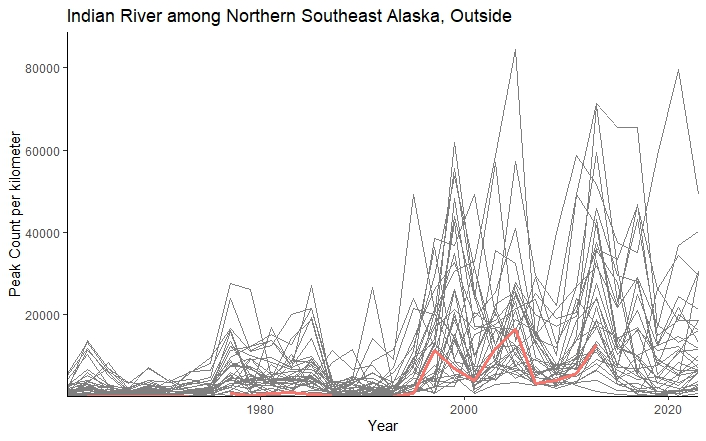 Indian River among Northern Southeast Alaska, Outside
80000
60000
40000
20000
Peak Count per kilometer
1980
2000
2020
Year